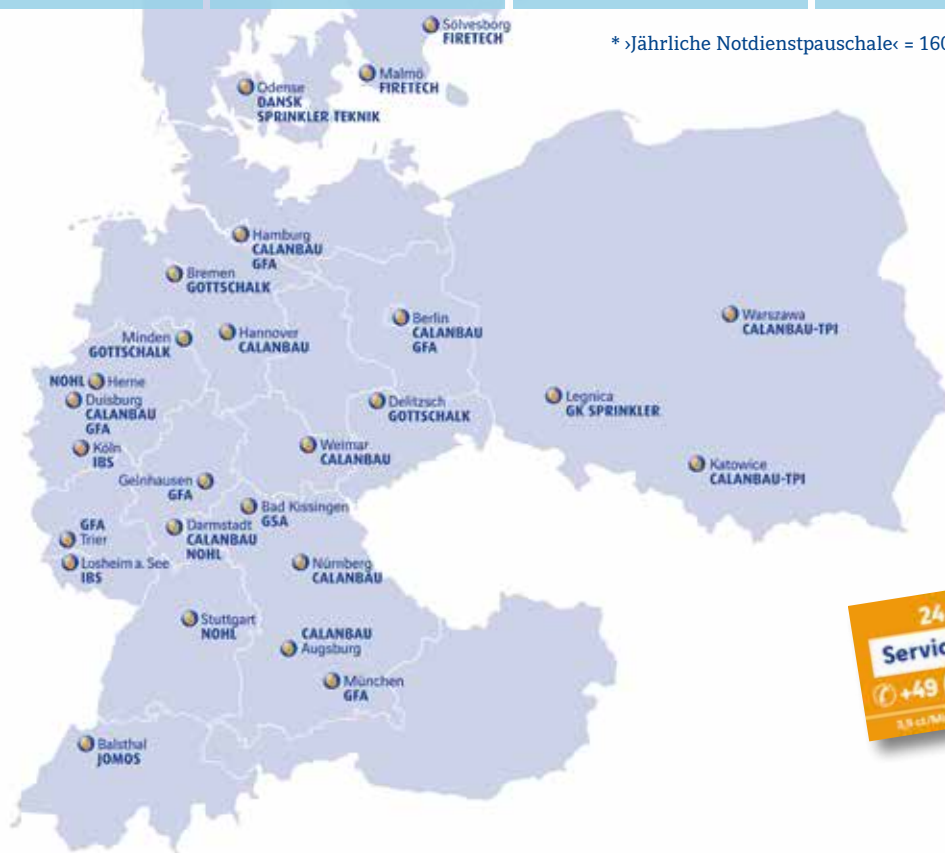 Sölvesborg
FIRETECH
* ›Jährliche Notdienstpauschale‹ = 160
Malmö
FIRETECH
Odense
DANSK
SPRINKLER TEKNIK
Hamburg
CALANBAU
GFA
Bremen
GOTTSCHALK
Berlin
CALANBAU
GFA
Warszawa
CALANBAU-TPI
Minden
GOTTSCHALK
Hannover
CALANBAU
NOHL Herne
Duisburg
CALANBAU
GFA
Delitzsch
GOTTSCHALK
Legnica
GK SPRINKLER
Köln
IBS
Weimar
CALANBAU
Katowice
CALANBAU-TPI
Gelnhausen
GFA
Bad Kissingen
GSA
GFA
Trier
Darmstadt
CALANBAU
NOHL
Losheim a. See
IBS
Nürnberg
CALANBAU
Stuttgart
NOHL
CALANBAU
Augsburg
München
GFA
Balsthal
JOMOS
24
Servic
+49
3,9 ct/M